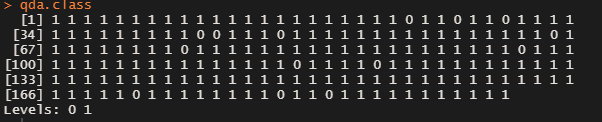 > qda.class
[1] 1 1 1 1 1 1 1 1 1 1 1 1 1 1 1 1 1 1 1 1 1 1 0 1 1 0 1 1 0 1 1 1 1
[34] 1 1 1 1 1 1 1 1 1 0 0 1 1 1 0 1 1 1 1 1 1 1 1 1 1 1 1 1 1 1 1 1 0 1
[67] 1 1 1 1 1 1 1 1 0 1 1 1 1 1 1 1 1 1 1 1 1 1 1 1 1 1 1 1 1 0 1 1 1
[100] 1 1 1 1 1 1 1 1 1 1 1 1 1 1 1 0 1 1 1 1 0 1 1 1 1 1 1 1 1 1 1 1 1
[133] 1 1 1 1 1 1 1 1 1 1 1 1 1 1 1 1 1 1 1 1 1 1 1 1 1 1 1 1 1 1 1 1 1
[166] 1 1 1 1 1 0 1 1 1 1 1 1 1 1 0 1 1 0 1 1 1 1 1 1 1 1 1 1 1
Levels: 0 1